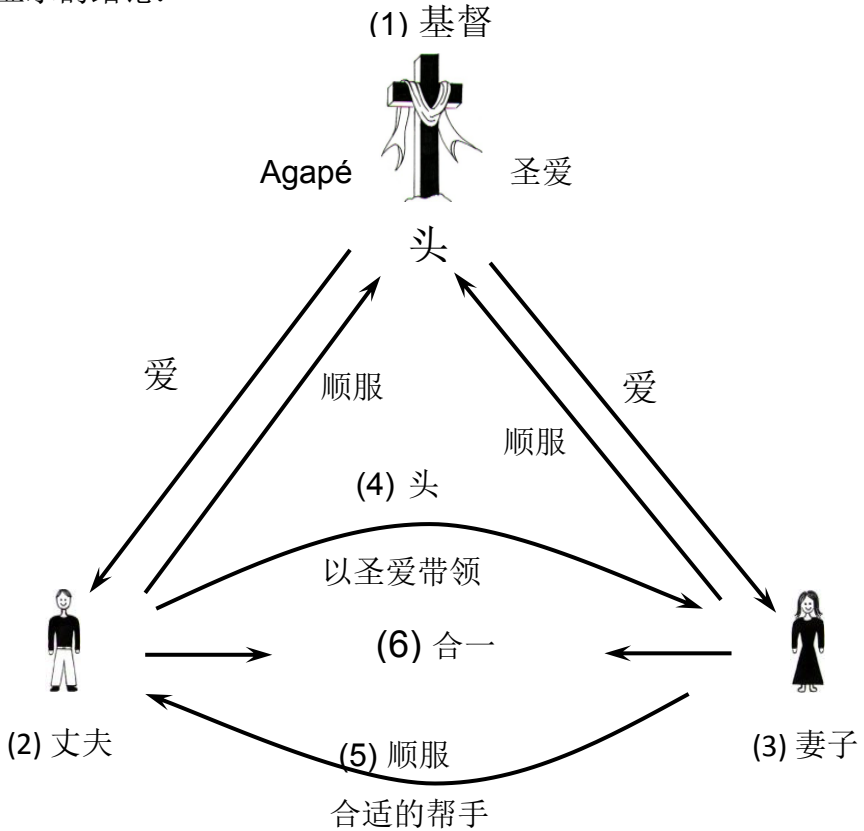 (1) 基督
Agapé 圣爱
头
爱 顺服 爱
顺服
(4) 头
以圣爱带领
(6) 合一
(2) 丈夫 (5) 顺服 (3) 妻子
合适的帮手